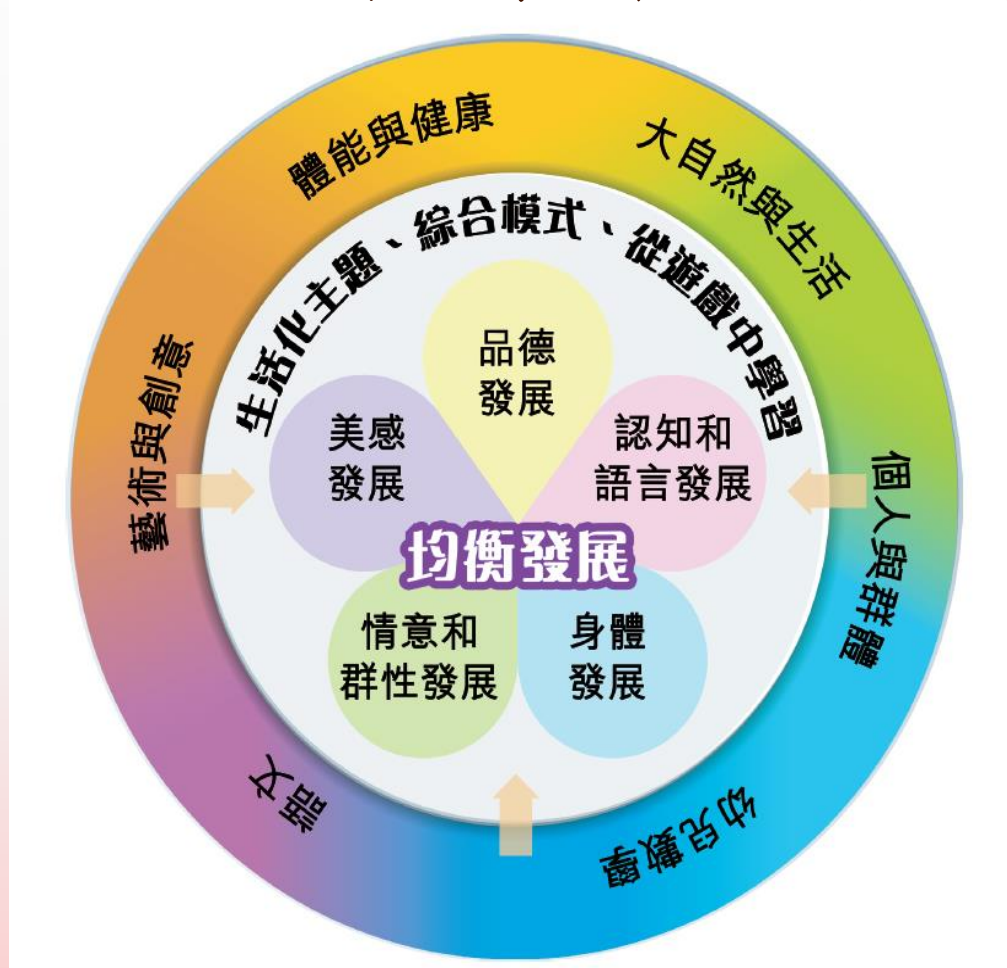 體能與健康
大自然與生活
個人與群體
幼兒數學
語文
藝術與創意
生活化主題、綜合模式、從遊戲中學習
品德
發展
美感
發展
認知和
語言發展
均衡發展
情意和
群性發展
身體
發展